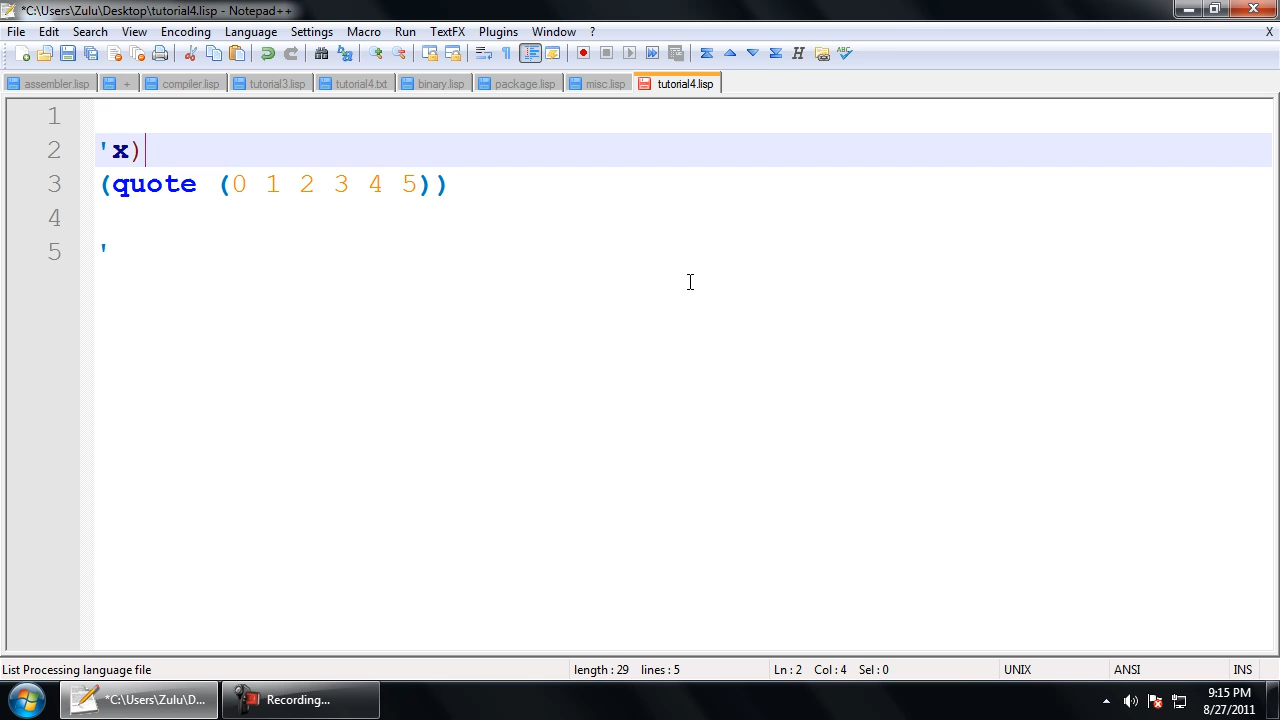 *C:\Users\Zulu\Desktop\tutorial4.lisp - Notepad++
File Edit Search View Encoding Language Settings Macro Run TextFX Plugins Window ? X
assembler.lisp + compiler.lisp tutorial3.lisp tutorial4.txt binary.lisp package.lisp misc.lisp tutorial4.lisp
1
2 'x)
3 (quote (0 1 2 3 4 5))
4
5 '
List Processing language file length : 29 lines : 5 Ln : 2 Col : 4 Sel : 0 UNIX ANSI INS
*C:\Users\Zulu\D... Recording... 9:15 PM
8/27/2011